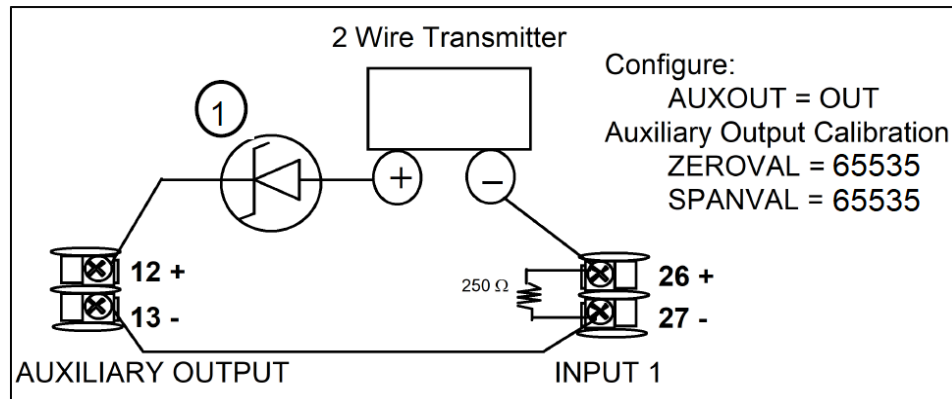 2 Wire Transmitter
Configure:
AUXOUT = OUT
Auxiliary Output Calibration
ZEROVAL = 65535
SPANVAL = 65535
1
+
−
12 +
13 -
250 Ω
26 +
27 -
AUXILIARY OUTPUT
INPUT 1